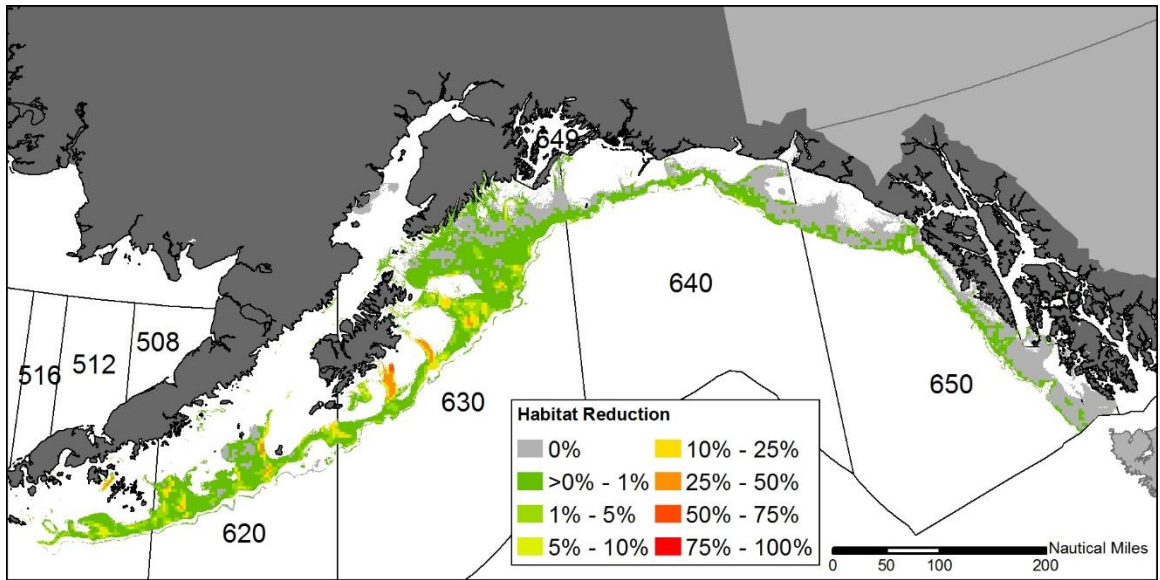 649
640
508
512
516
659
650
630
620
Habitat Reduction
0%
>0% - 1%
1% - 5%
5% - 10%
10% - 25%
25% - 50%
50% - 75%
75% - 100%
Nautical Miles
0 50 100 200